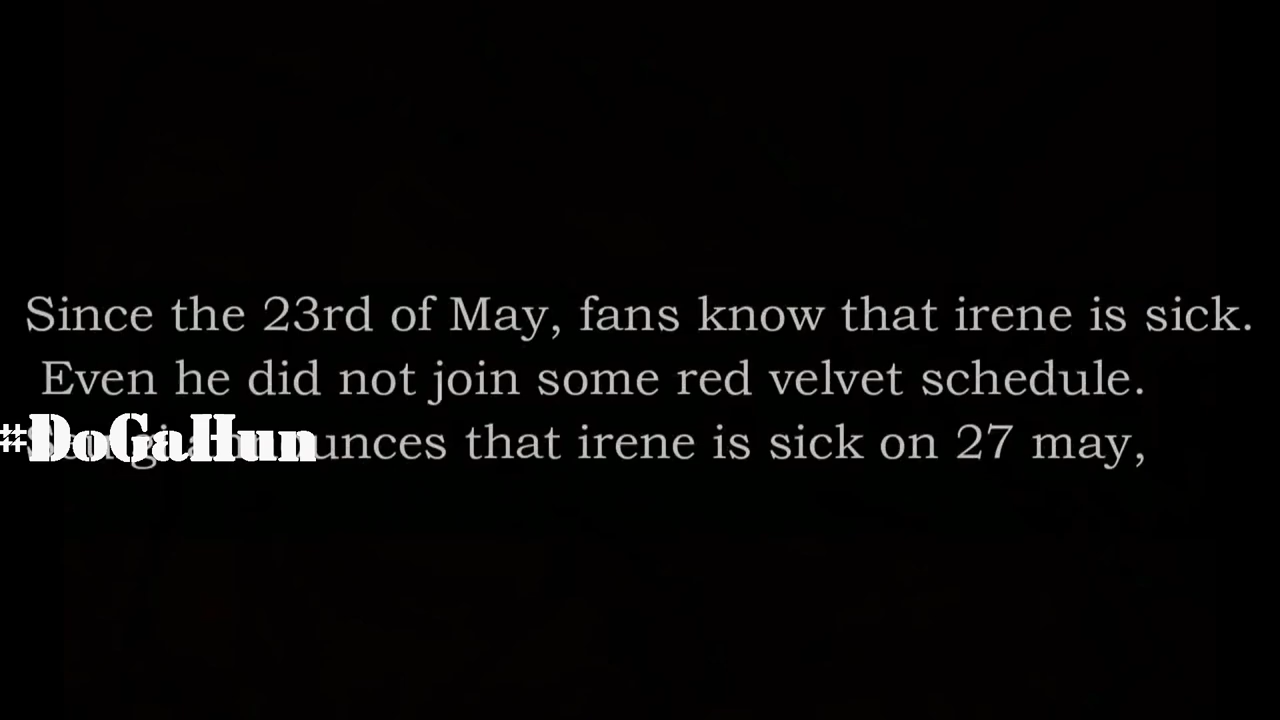 Since the 23rd of May, fans know that irene is sick.
Even he did not join some red velvet schedule.
#DoGaHun
that irene is sick on 27 may,